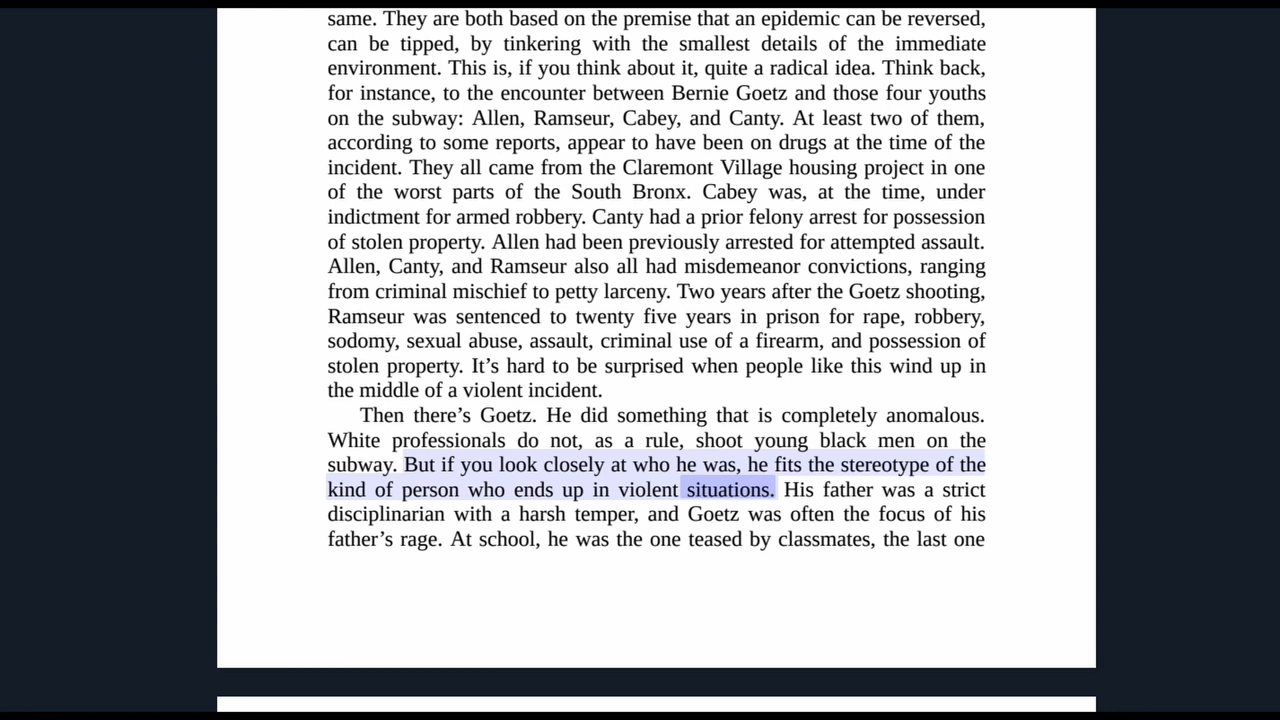 same. They are both based on the premise that an epidemic can be reversed,
can be tipped, by tinkering with the smallest details of the immediate
environment. This is, if you think about it, quite a radical idea. Think back,
for instance, to the encounter between Bernie Goetz and those four youths
on the subway: Allen, Ramseur, Cabey, and Canty. At least two of them,
according to some reports, appear to have been on drugs at the time of the
incident. They all came from the Claremont Village housing project in one
of the worst parts of the South Bronx. Cabey was, at the time, under
indictment for armed robbery. Canty had a prior felony arrest for possession
of stolen property. Allen had been previously arrested for attempted assault.
Allen, Canty, and Ramseur also all had misdemeanor convictions, ranging
from criminal mischief to petty larceny. Two years after the Goetz shooting,
Ramseur was sentenced to twenty five years in prison for rape, robbery,
sodomy, sexual abuse, assault, criminal use of a firearm, and possession of
stolen property. It’s hard to be surprised when people like this wind up in
the middle of a violent incident.
Then there’s Goetz. He did something that is completely anomalous.
White professionals do not, as a rule, shoot young black men on the
subway. But if you look closely at who he was, he fits the stereotype of the
kind of person who ends up in violent situations. His father was a strict
disciplinarian with a harsh temper, and Goetz was often the focus of his
father’s rage. At school, he was the one teased by classmates, the last one